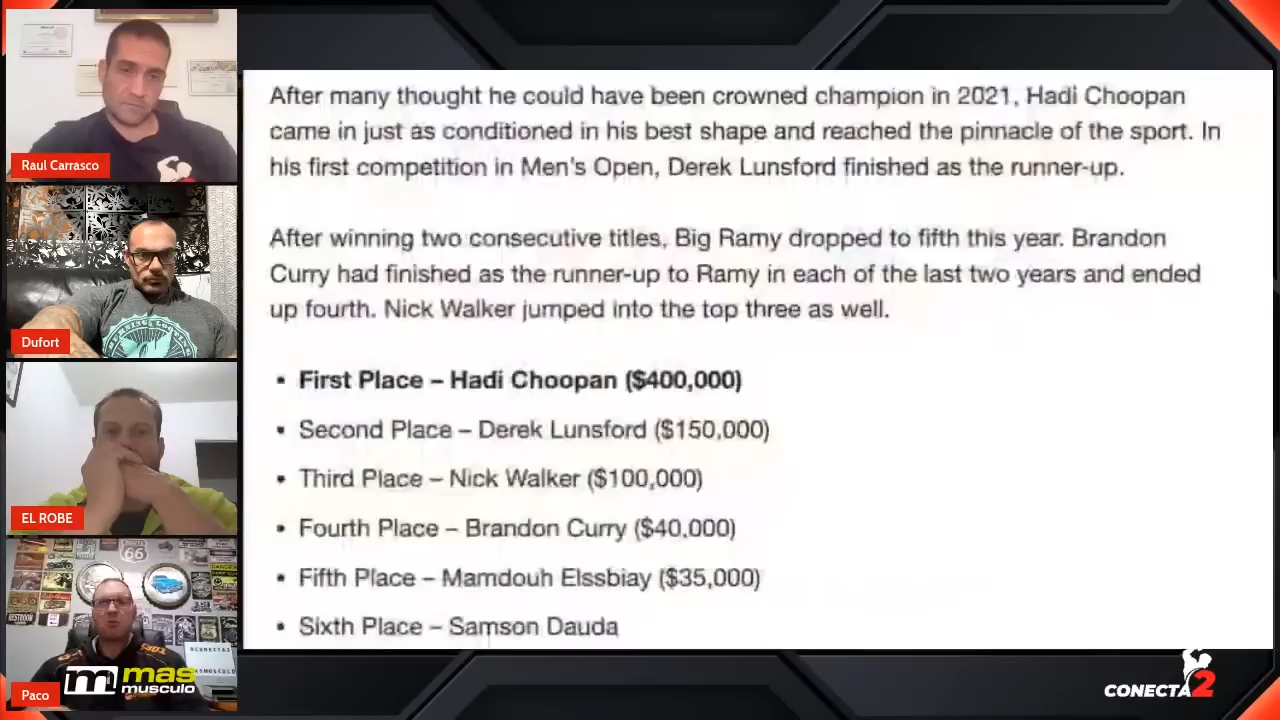 Raul Carrasco
Dufort
EL ROBE
ROUTE
66
RESTROOM
Paco
m mas
musculo
After many thought he could have been crowned champion in 2021, Hadi Choopan
came in just as conditioned in his best shape and reached the pinnacle of the sport. In
his first competition in Men's Open, Derek Lunsford finished as the runner-up.
After winning two consecutive titles, Big Ramy dropped to fifth this year. Brandon
Curry had finished as the runner-up to Ramy in each of the last two years and ended
up fourth. Nick Walker jumped into the top three as well.
• First Place – Hadi Choopan ($400,000)
• Second Place – Derek Lunsford ($150,000)
• Third Place – Nick Walker ($100,000)
• Fourth Place – Brandon Curry ($40,000)
• Fifth Place – Mamdouh Elssbiay ($35,000)
• Sixth Place – Samson Dauda
CONECTA2